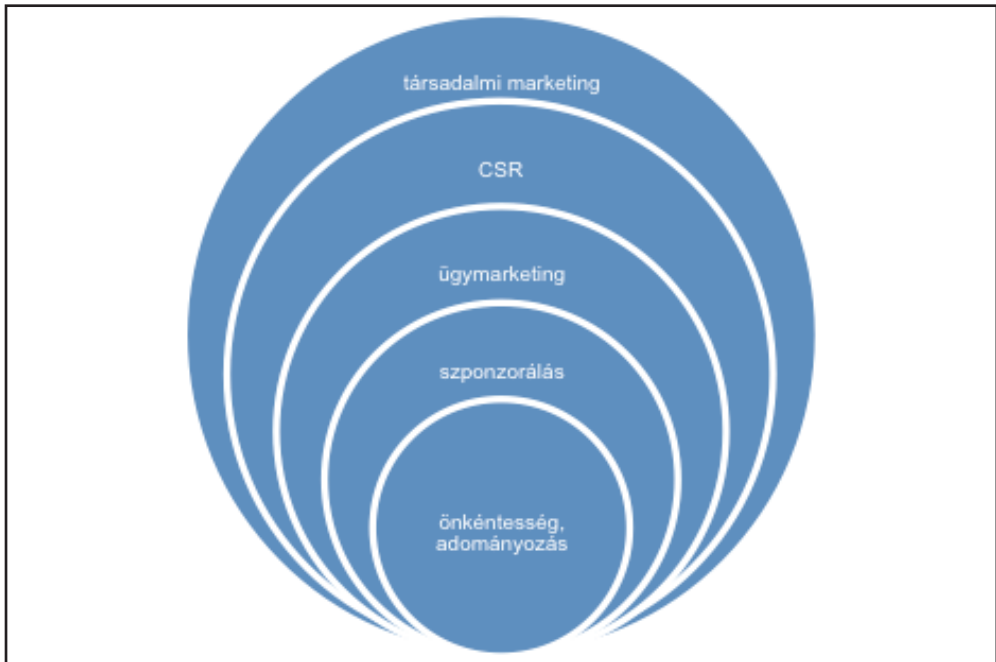 társadalmi marketing
CSR
ügymarketing
szponzorálás
önkéntesség,
adományozás